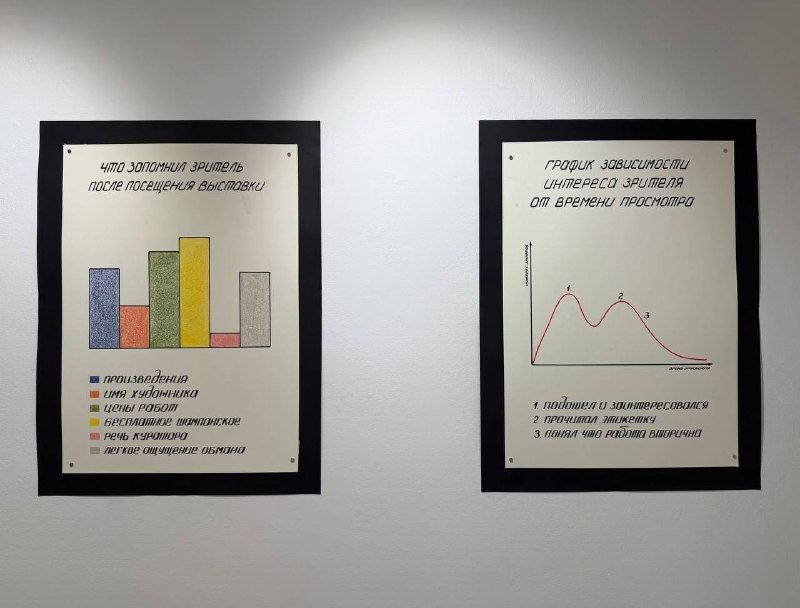 ЧТО ЗАПОМНИЛ ЗРИТЕЛЬ
ПОСЛЕ ПОСЕЩЕНИЯ ВЫСТАВКИ
ПРОИЗВЕДЕНИЯ
ИМЯ ХУДОЖНИКА
ЦЕНЫ РАБОТ
БЕСПЛАТНОЕ ШАМПАНСКОЕ
РЕЧЬ КУРАТОРА
ЛЕГКОЕ ОЩУЩЕНИЕ ОБМАНА
ГРАФИК ЗАВИСИМОСТИ
ИНТЕРЕСА ЗРИТЕЛЯ
ОТ ВРЕМЕНИ ПРОСМОТРА
1
2
3
ВРЕМЯ ПРОСМОТРА
1 ПОДОШЕЛ И ЗАИНТЕРЕСОВАЛСЯ
2 ПРОЧИТАЛ ЭТИКЕТКУ
3 ПОНЯЛ ЧТО РАБОТА ВТОРИЧНА